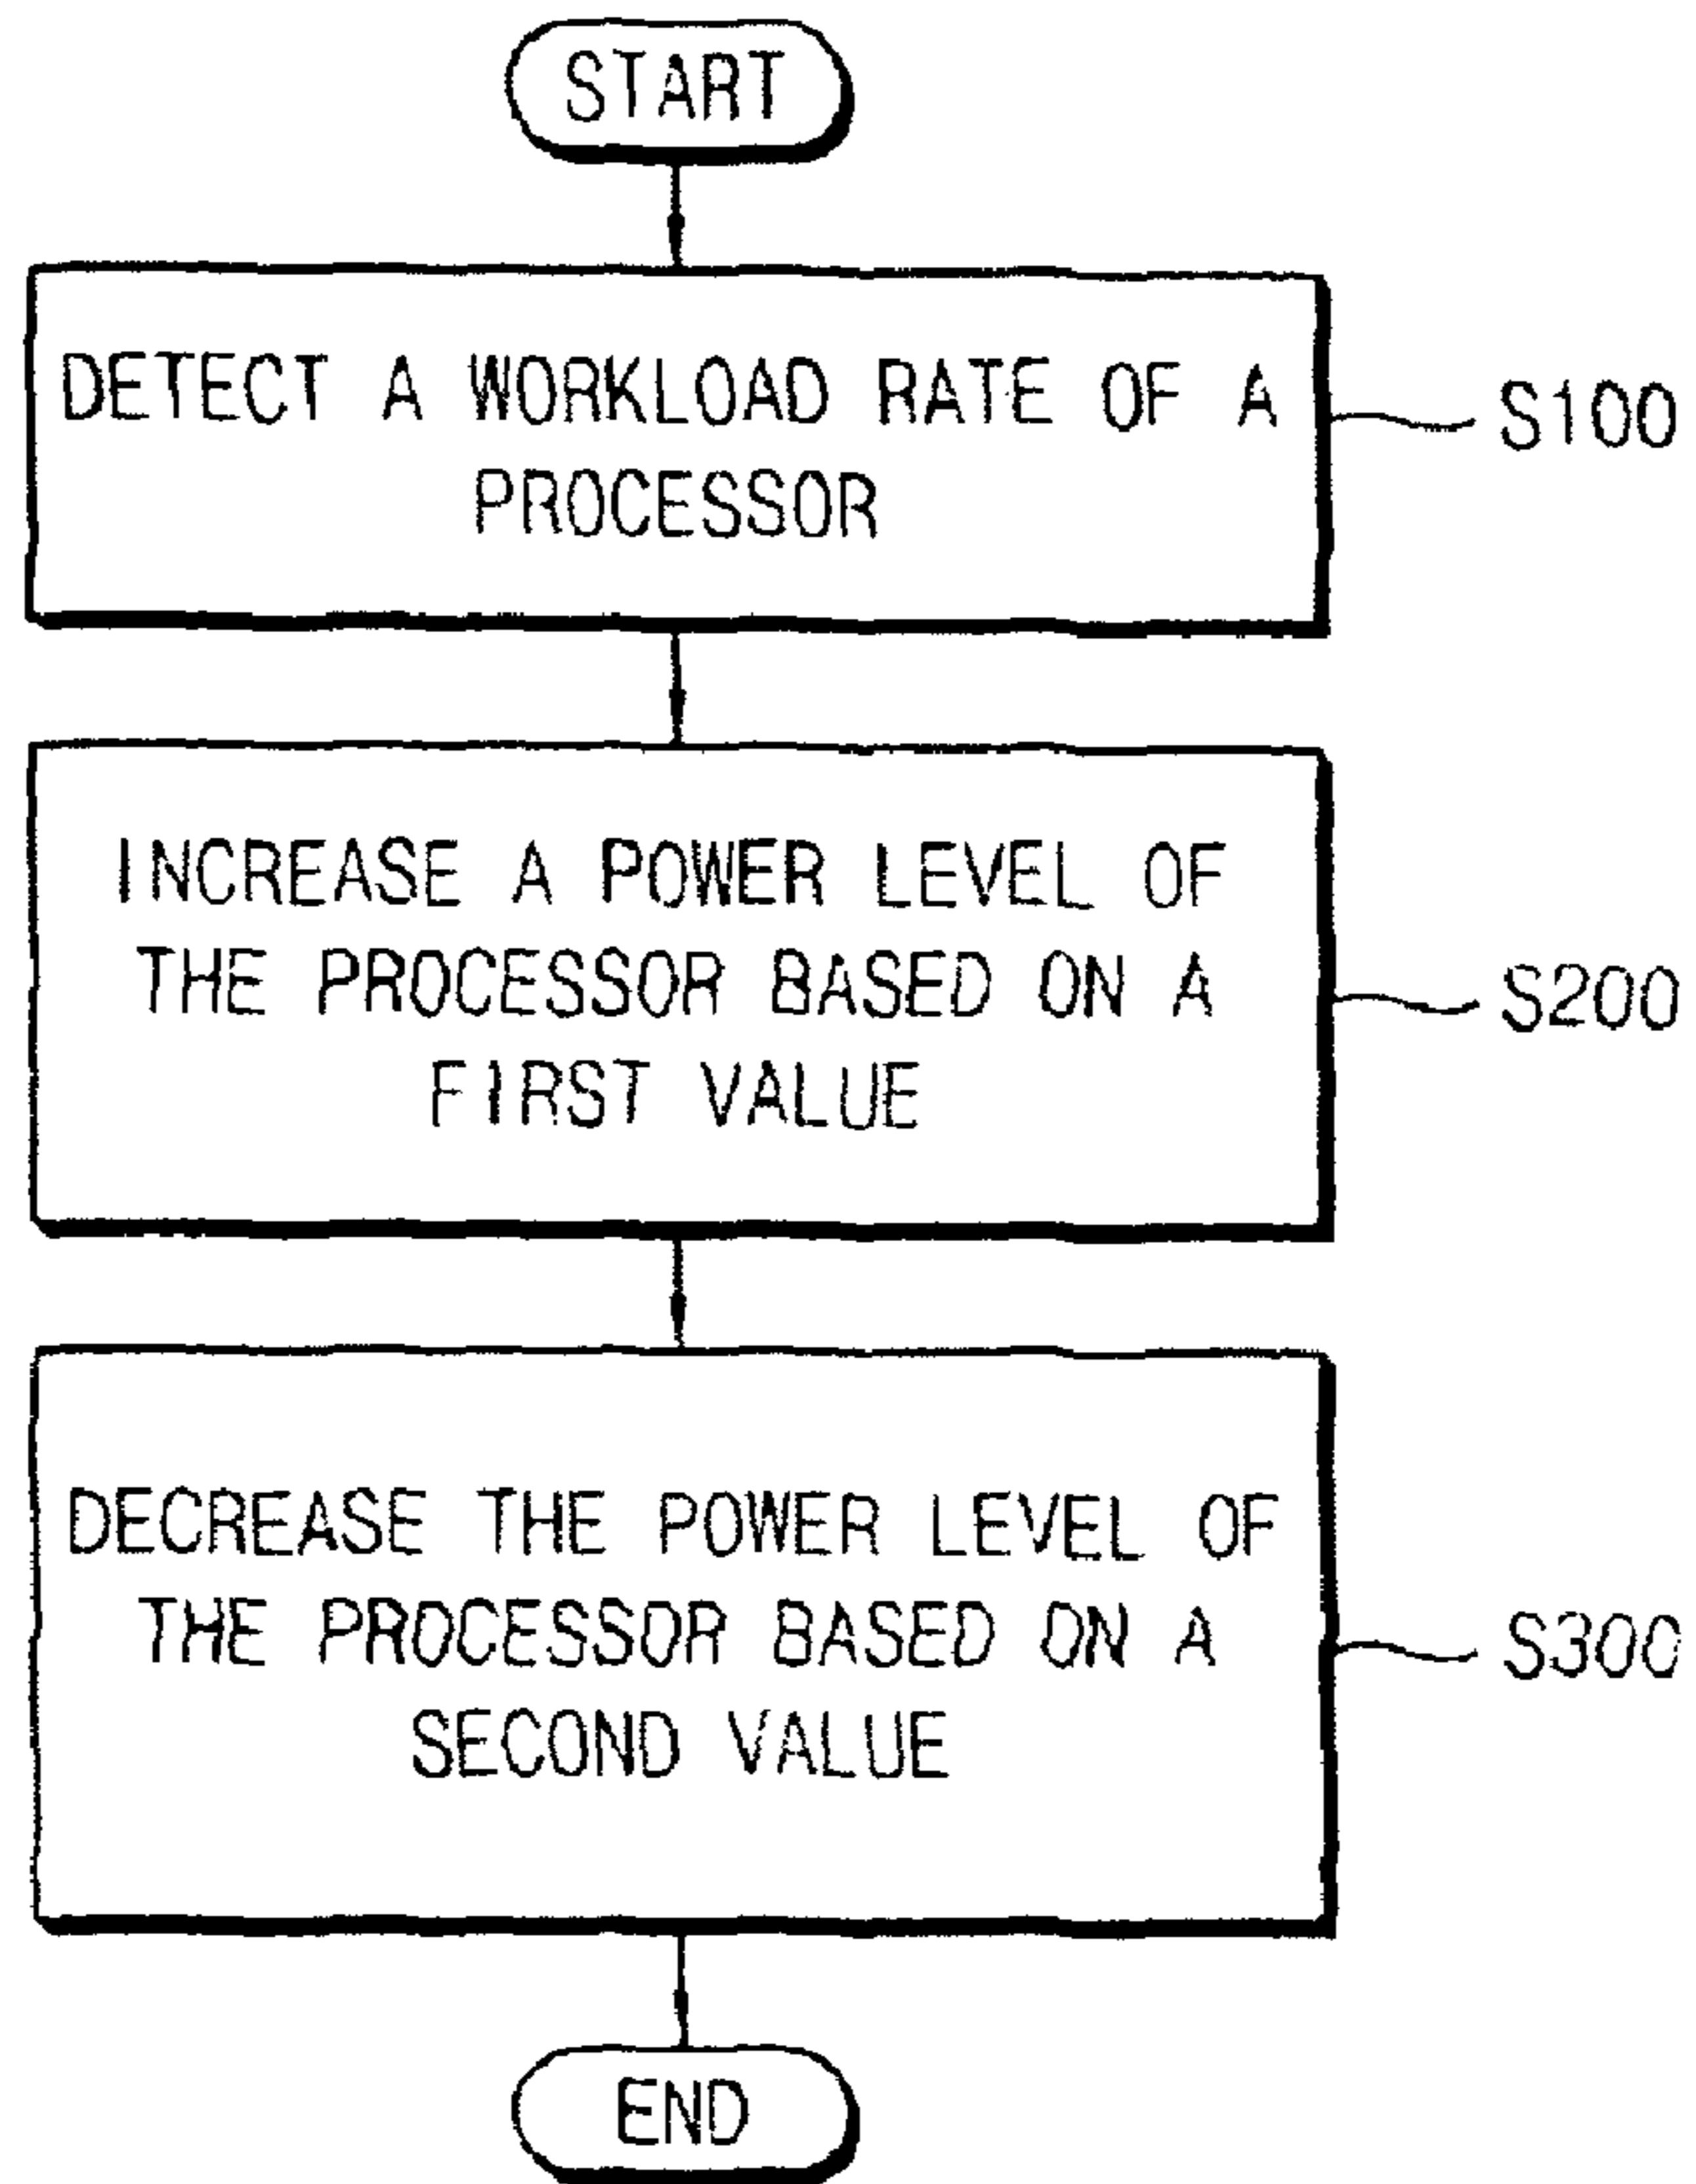 START
DETECT A WORKLOAD RATE OF A
PROCESSOR
S100
INCREASE A POWER LEVEL OF
THE PROCESSOR BASED ON A
FIRST VALUE
S200
DECREASE THE POWER LEVEL OF
THE PROCESSOR BASED ON A
SECOND VALUE
S300
END